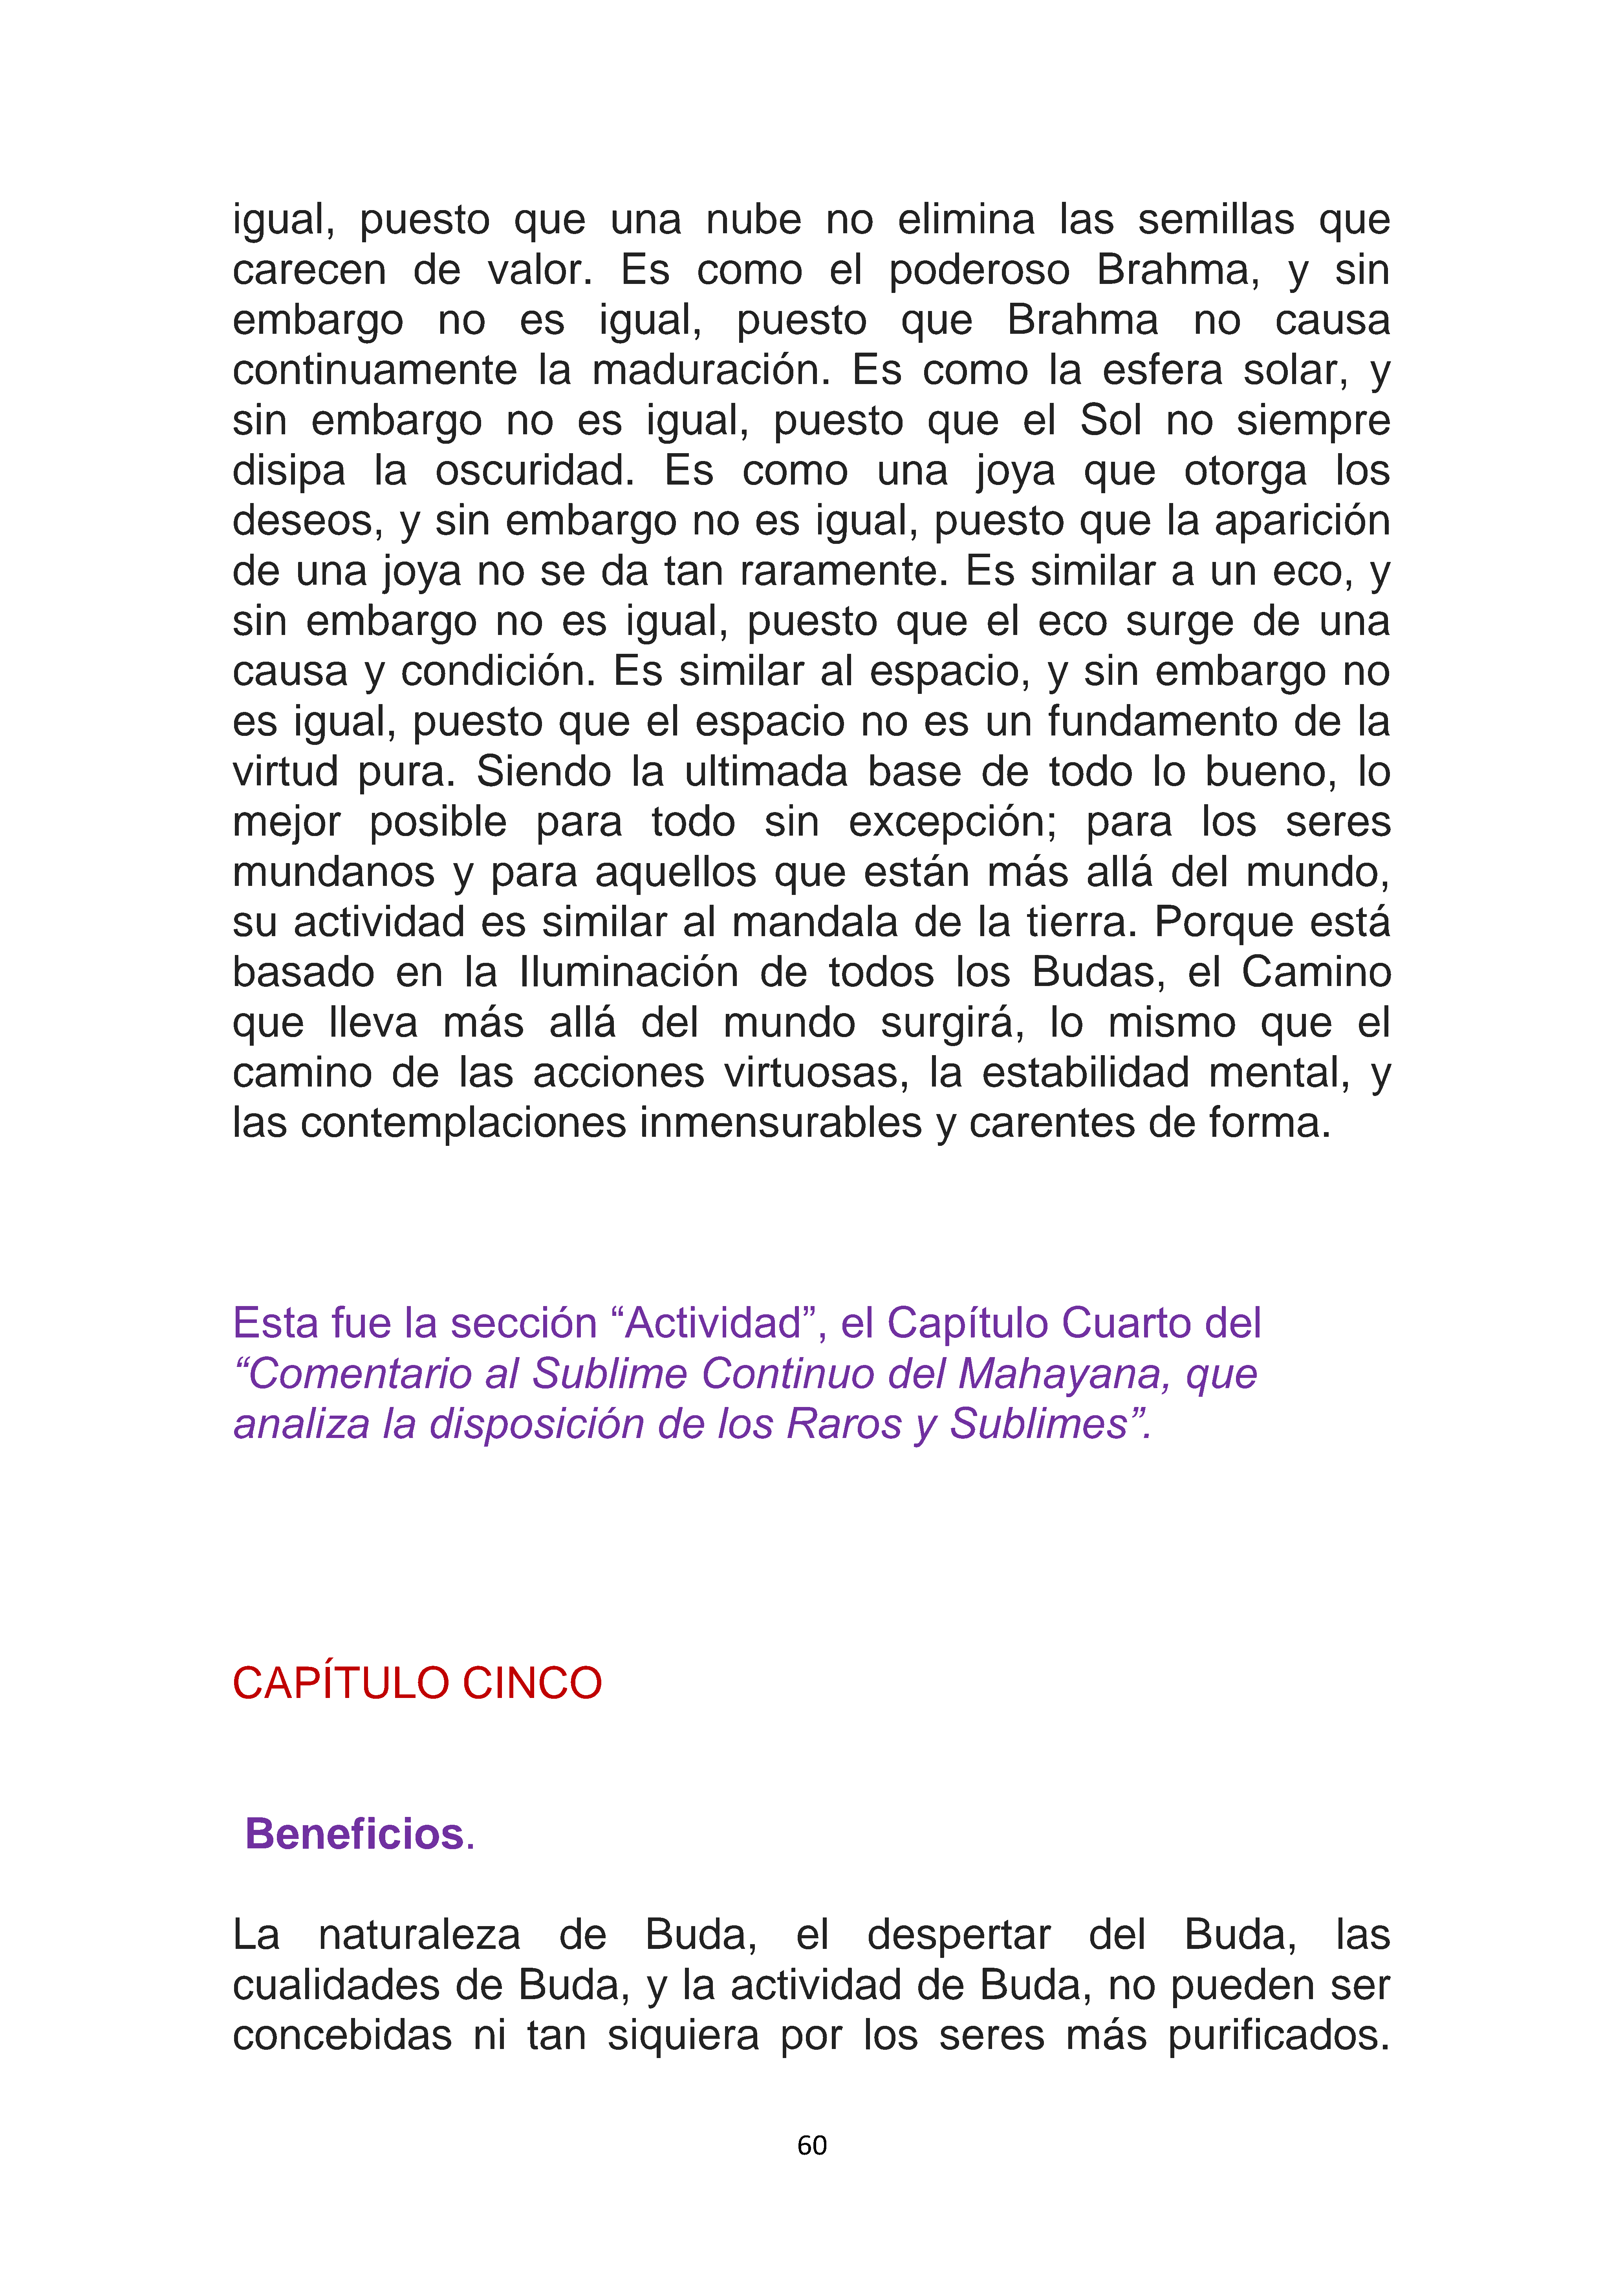 igual, puesto que una nube no elimina las semillas que
carecen de valor. Es como el poderoso Brahma, y sin
embargo no es igual, puesto que Brahma no causa
continuamente la maduración. Es como la esfera solar, y
sin embargo no es igual, puesto que el Sol no siempre
disipa la oscuridad. Es como una joya que otorga los
deseos, y sin embargo no es igual, puesto que la aparición
de una joya no se da tan raramente. Es similar a un eco, y
sin embargo no es igual, puesto que el eco surge de una
causa y condición. Es similar al espacio, y sin embargo no
es igual, puesto que el espacio no es un fundamento de la
virtud pura. Siendo la ultimada base de todo lo bueno, lo
mejor posible para todo sin excepción; para los seres
mundanos y para aquellos que están más allá del mundo,
su actividad es similar al mandala de la tierra. Porque está
basado en la Iluminación de todos los Budas, el Camino
que lleva más allá del mundo surgirá, lo mismo que el
camino de las acciones virtuosas, la estabilidad mental, y
las contemplaciones inmensurables y carentes de forma.
Esta fue la sección “Actividad”, el Capítulo Cuarto del
“Comentario al Sublime Continuo del Mahayana, que
analiza la disposición de los Raros y Sublimes”.
CAPÍTULO CINCO
Beneficios.
La naturaleza de Buda, el despertar del Buda, las
cualidades de Buda, y la actividad de Buda, no pueden ser
concebidas ni tan siquiera por los seres más purificados.
60